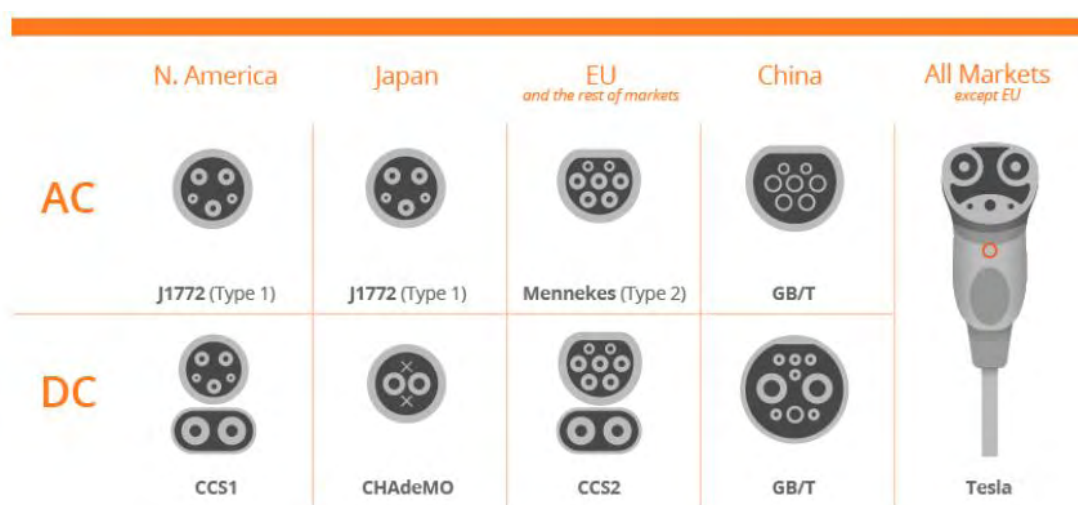 N. America
Japan
EU
and the rest of markets
China
All Markets
except EU
AC
J1772 (Type 1)
J1772 (Type 1)
Mennekes (Type 2)
GB/T
DC
CCS1
CHAdeMO
CCS2
GB/T
Tesla